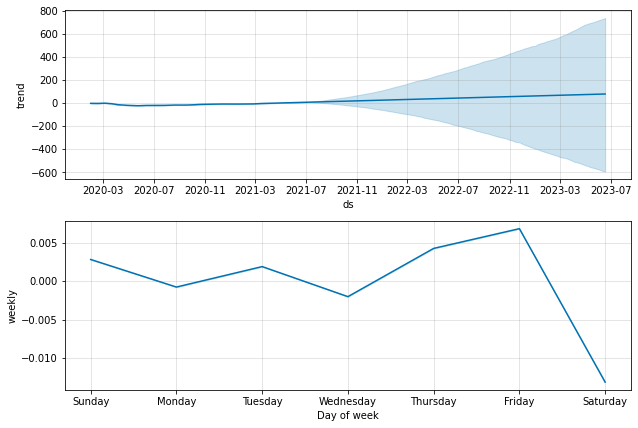 800
600
400
200
0
−200
−400
−600
trend
2020-03 2020-07 2020-11 2021-03 2021-07 2021-11 2022-03 2022-07 2022-11 2023-03 2023-07
ds
0.005
0.000
−0.005
−0.010
weekly
Sunday Monday Tuesday Wednesday Thursday Friday Saturday
Day of week